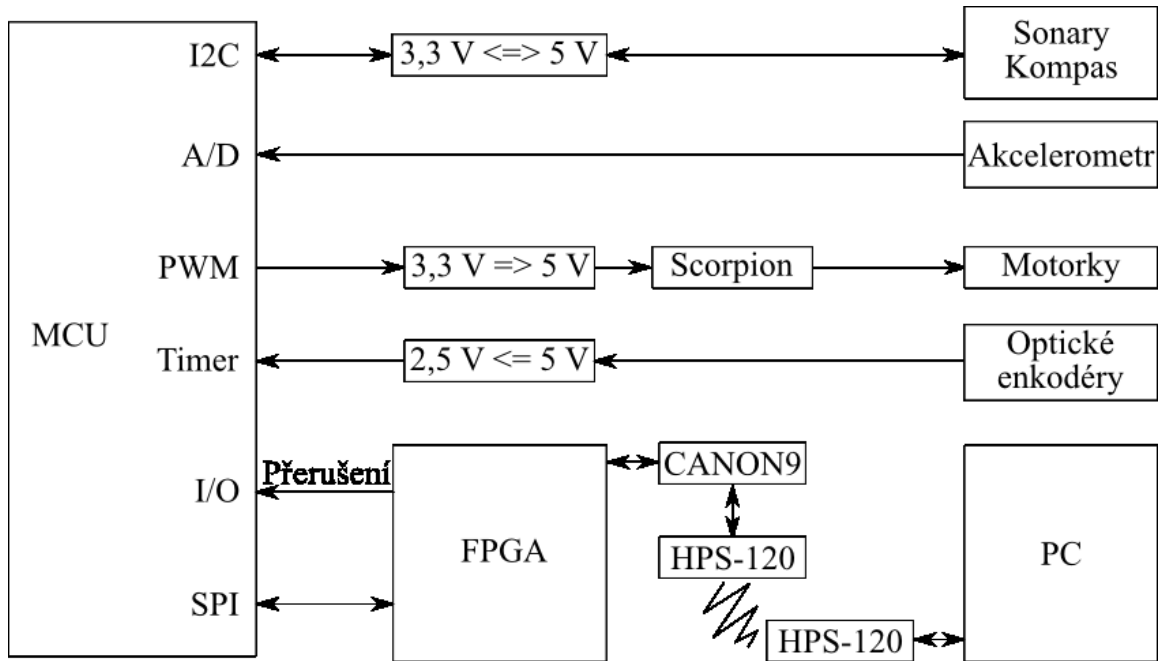 I2C
3,3 V <=> 5 V
Sonary
Kompas
A/D
Akcelerometr
PWM
3,3 V => 5 V
Scorpion
Motorky
MCU
Timer
2,5 V <= 5 V
Optické
enkodéry
I/O
Přerušení
FPGA
CANON9
HPS-120
PC
SPI
HPS-120